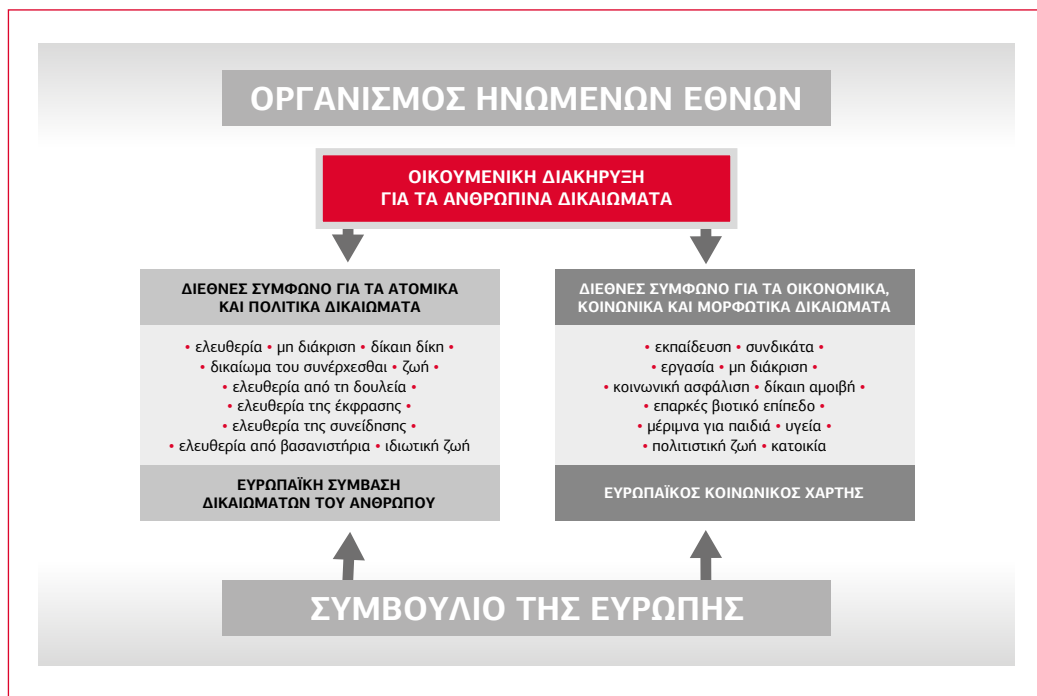 ΟΡΓΑΝΙΣΜΟΣ ΗΝΩΜΕΝΩΝ ΕΘΝΩΝ
ΟΙΚΟΥΜΕΝΙΚΗ ΔΙΑΚΗΡΥΞΗ
ΓΙΑ ΤΑ ΑΝΘΡΩΠΙΝΑ ΔΙΚΑΙΩΜΑΤΑ
ΔΙΕΘΝΕΣ ΣΥΜΦΩΝΟ ΓΙΑ ΤΑ ΑΤΟΜΙΚΑ
ΚΑΙ ΠΟΛΙΤΙΚΑ ΔΙΚΑΙΩΜΑΤΑ
• ελευθερία • μη διάκριση • δίκαιη δίκη •
• δικαίωμα του συνέρχεσθαι • ζωή •
• ελευθερία από τη δουλεία •
• ελευθερία της έκφρασης •
• ελευθερία της συνείδησης •
• ελευθερία από βασανιστήρια • ιδιωτική ζωή
ΕΥΡΩΠΑΪΚΗ ΣΥΜΒΑΣΗ
ΔΙΚΑΙΩΜΑΤΩΝ ΤΟΥ ΑΝΘΡΩΠΟΥ
ΔΙΕΘΝΕΣ ΣΥΜΦΩΝΟ ΓΙΑ ΤΑ ΟΙΚΟΝΟΜΙΚΑ,
ΚΟΙΝΩΝΙΚΑ ΚΑΙ ΜΟΡΦΩΤΙΚΑ ΔΙΚΑΙΩΜΑΤΑ
• εκπαίδευση • συνδικάτα •
• εργασία • μη διάκριση •
• κοινωνική ασφάλιση • δίκαιη αμοιβή •
• επαρκές βιοτικό επίπεδο •
• μέριμνα για παιδιά • υγεία •
• πολιτιστική ζωή • κατοικία
ΕΥΡΩΠΑΪΚΟΣ ΚΟΙΝΩΝΙΚΟΣ ΧΑΡΤΗΣ
ΣΥΜΒΟΥΛΙΟ ΤΗΣ ΕΥΡΩΠΗΣ